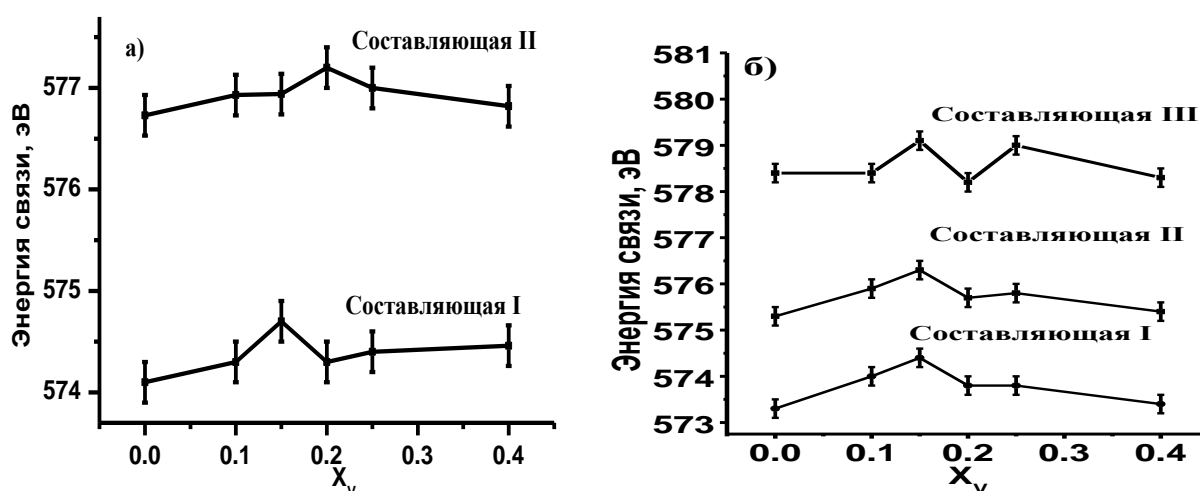 а)
Составляющая II
Энергия связи, эВ
577
576
575
574
Составляющая I
0.0 0.1 0.2 0.3 0.4
X_V
б)
Энергия связи, эВ
581
580
579
578
577
576
575
574
573
Составляющая III
Составляющая II
Составляющая I
0.0 0.1 0.2 0.3 0.4
X_V